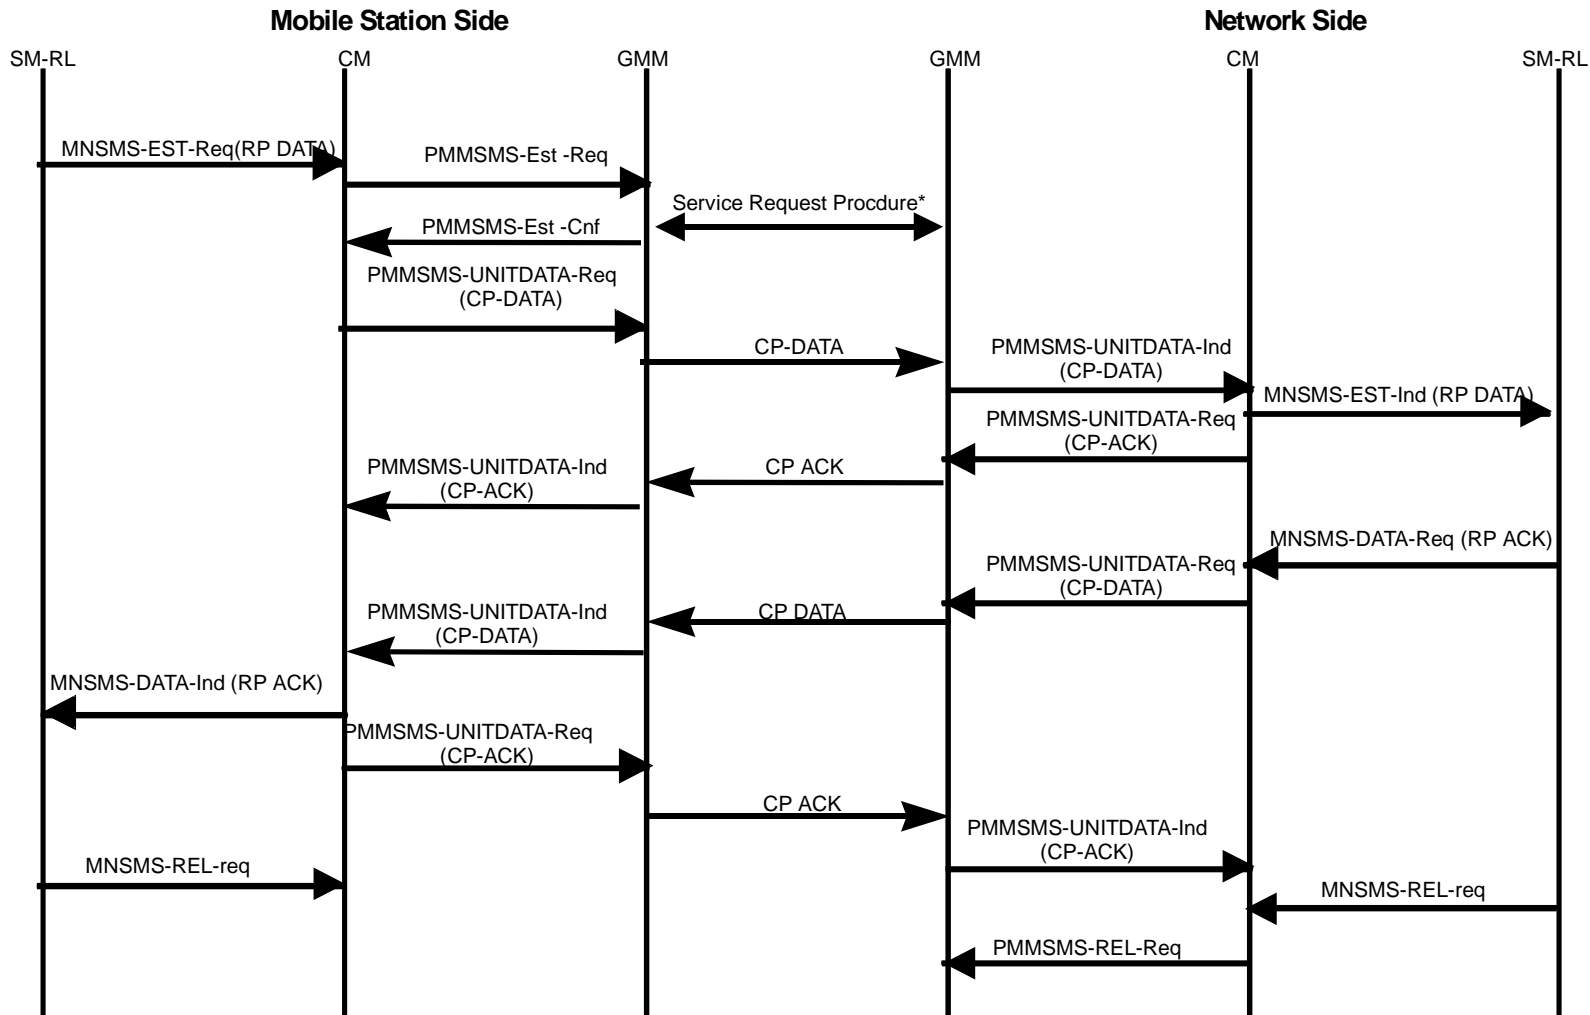 Mobile Station Side
Network Side
SM-RL
CM
GMM
GMM
CM
SM-RL
MNSMS-EST-Req(RP DATA)
PMMSMS-Est -Req
Service Request Procdure*
PMMSMS-Est -Cnf
PMMSMS-UNITDATA-Req
(CP-DATA)
CP-DATA
PMMSMS-UNITDATA-Ind
(CP-DATA)
MNSMS-EST-Ind (RP DATA)
PMMSMS-UNITDATA-Req
(CP-ACK)
CP ACK
PMMSMS-UNITDATA-Ind
(CP-ACK)
MNSMS-DATA-Req (RP ACK)
PMMSMS-UNITDATA-Req
(CP-DATA)
CP DATA
PMMSMS-UNITDATA-Ind
(CP-DATA)
MNSMS-DATA-Ind (RP ACK)
PMMSMS-UNITDATA-Req
(CP-ACK)
CP ACK
PMMSMS-UNITDATA-Ind
(CP-ACK)
MNSMS-REL-req
MNSMS-REL-req
PMMSMS-REL-Req